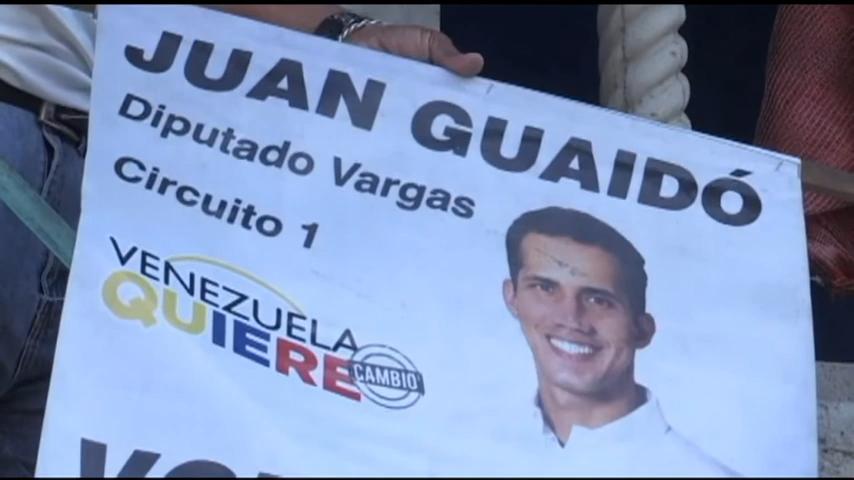 JUAN GUAIDÓ
Diputado Vargas
Circuito 1
VENEZUELA
QUIERE
CAMBIO